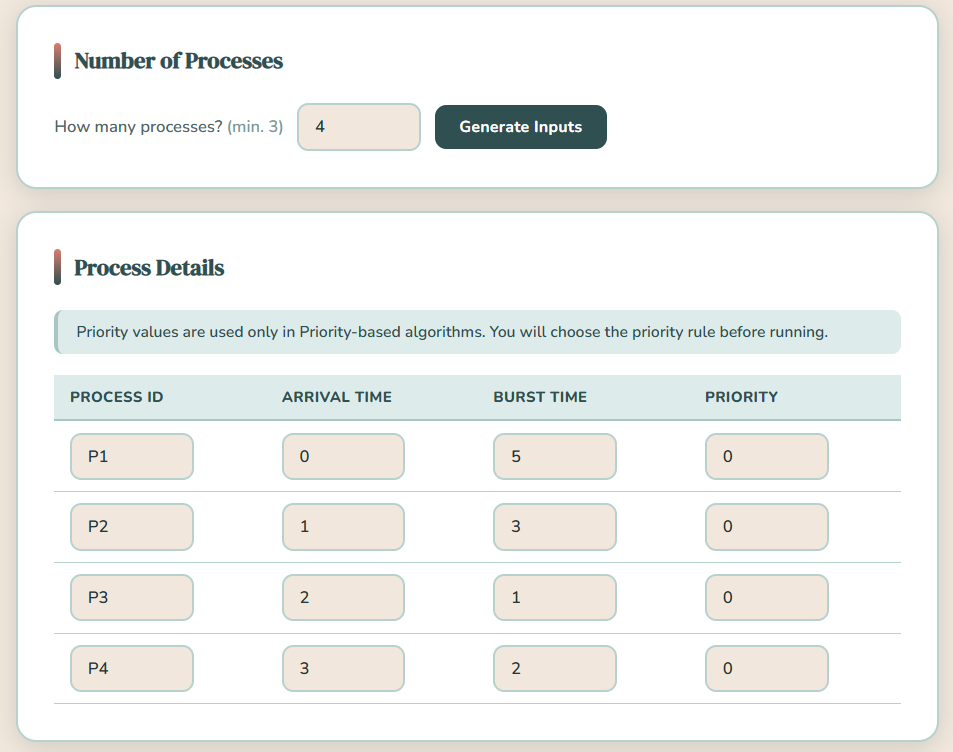 Number of Processes
How many processes? (min. 3) 4 Generate Inputs
Process Details
Priority values are used only in Priority-based algorithms. You will choose the priority rule before running.
PROCESS ID ARRIVAL TIME BURST TIME PRIORITY
P1 0 5 0
P2 1 3 0
P3 2 1 0
P4 3 2 0